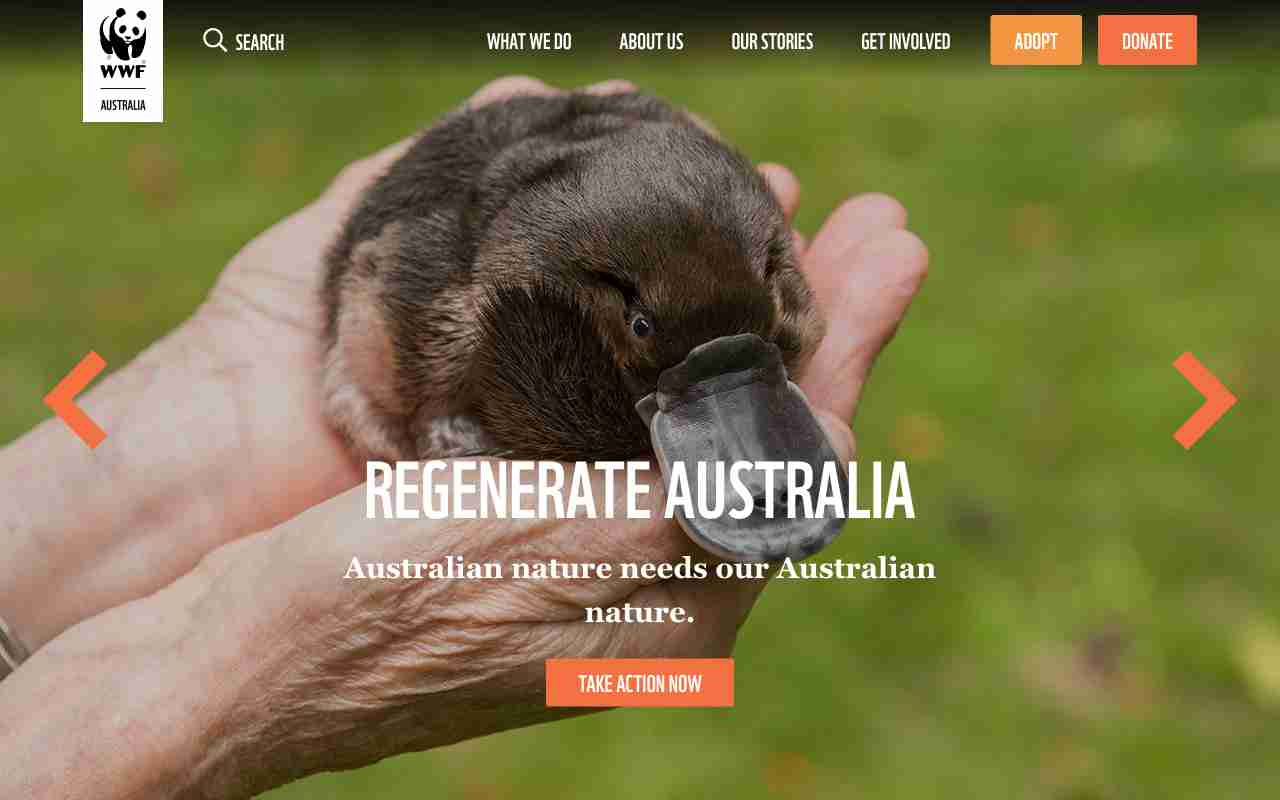 WWF
AUSTRALIA
SEARCH
WHAT WE DO
ABOUT US
OUR STORIES
GET INVOLVED
ADOPT
DONATE
REGENERATE AUSTRALIA
Australian nature needs our Australian
nature.
TAKE ACTION NOW